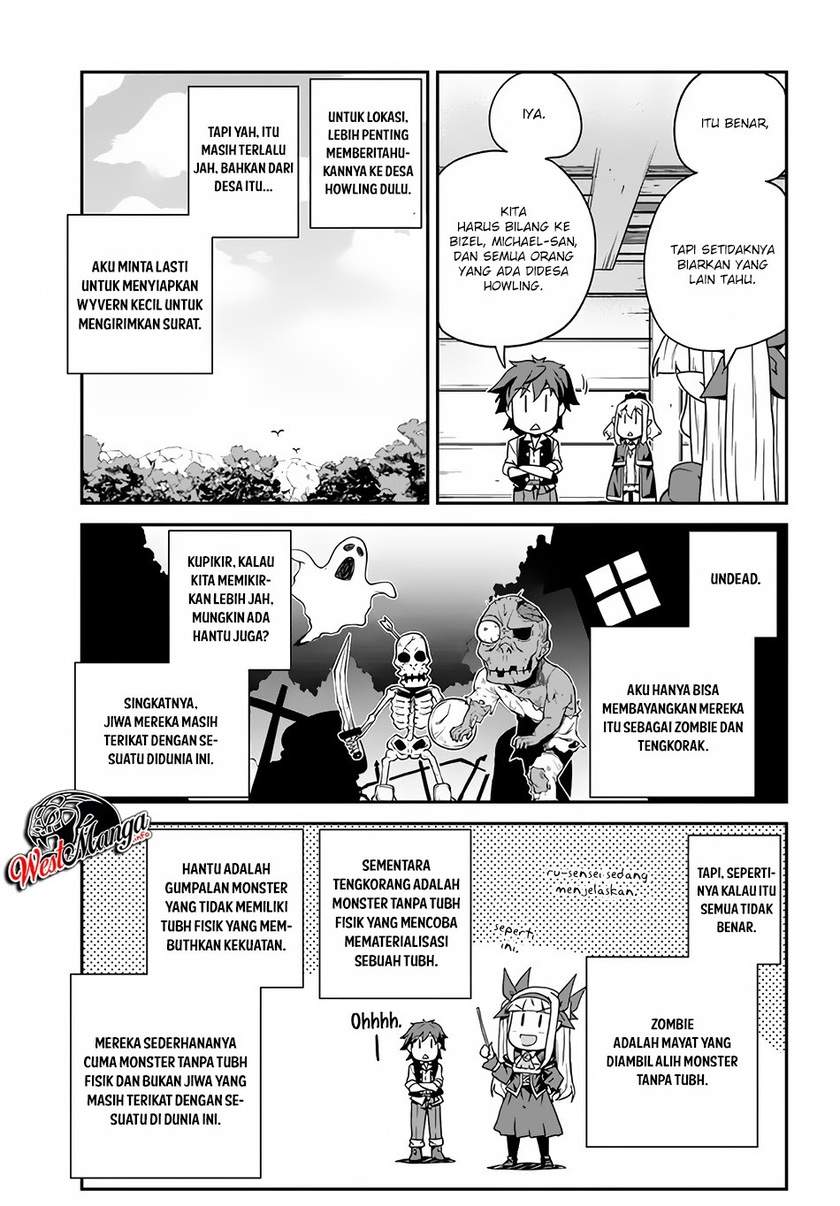 ITU BENAR,
TAPI SETIDAKNYA
BIARKAN YANG
LAIN TAHU.
IYA.
KITA
HARUS BILANG KE
BIZEL, MICHAEL-SAN,
DAN SEMUA ORANG
YANG ADA DIDESA
HOWLING.
UNTUK LOKASI,
LEBIH PENTING
MEMBERITAHU-
KANNYA KE DESA
HOWLING DULU.
TAPI YAH, ITU
MASIH TERLALU
JAH, BAHKAN DARI
DESA ITU...
AKU MINTA LASTI
UNTUK MENYIAPKAN
WYVERN KECIL UNTUK
MENGIRIMKAN SURAT.
UNDEAD.
AKU HANYA BISA
MEMBAYANGKAN MEREKA
ITU SEBAGAI ZOMBIE DAN
TENGKORAK.
KUPIKIR, KALAU
KITA MEMIKIR-
KAN LEBIH JAH,
MUNGKIN ADA
HANTU JUGA?
SINGKATNYA,
JIWA MEREKA MASIH
TERIKAT DENGAN SE-
SUATU DIDUNIA INI.
TAPI, SEPERTI-
NYA KALAU ITU
SEMUA TIDAK
BENAR.
ZOMBIE
ADALAH MAYAT YANG
DIAMBIL ALIH MONSTER
TANPA TUBH.
ru-sensei sedang
menjelaskan.
seperti
ini.
SEMENTARA
TENGKORANG ADALAH
MONSTER TANPA TUBH
FISIK YANG MENCOBA
MEMATERIALISASI
SEBUAH TUBH.
Ohhhh.
HANTU ADALAH
GUMPALAN MONSTER
YANG TIDAK MEMILIKI
TUBH FISIK YANG MEM-
BUTHKAN KEKUATAN.
MEREKA SEDERHANANYA
CUMA MONSTER TANPA TUBH
FISIK DAN BUKAN JIWA YANG
MASIH TERIKAT DENGAN SE-
SUATU DI DUNIA INI.
WestManga.info